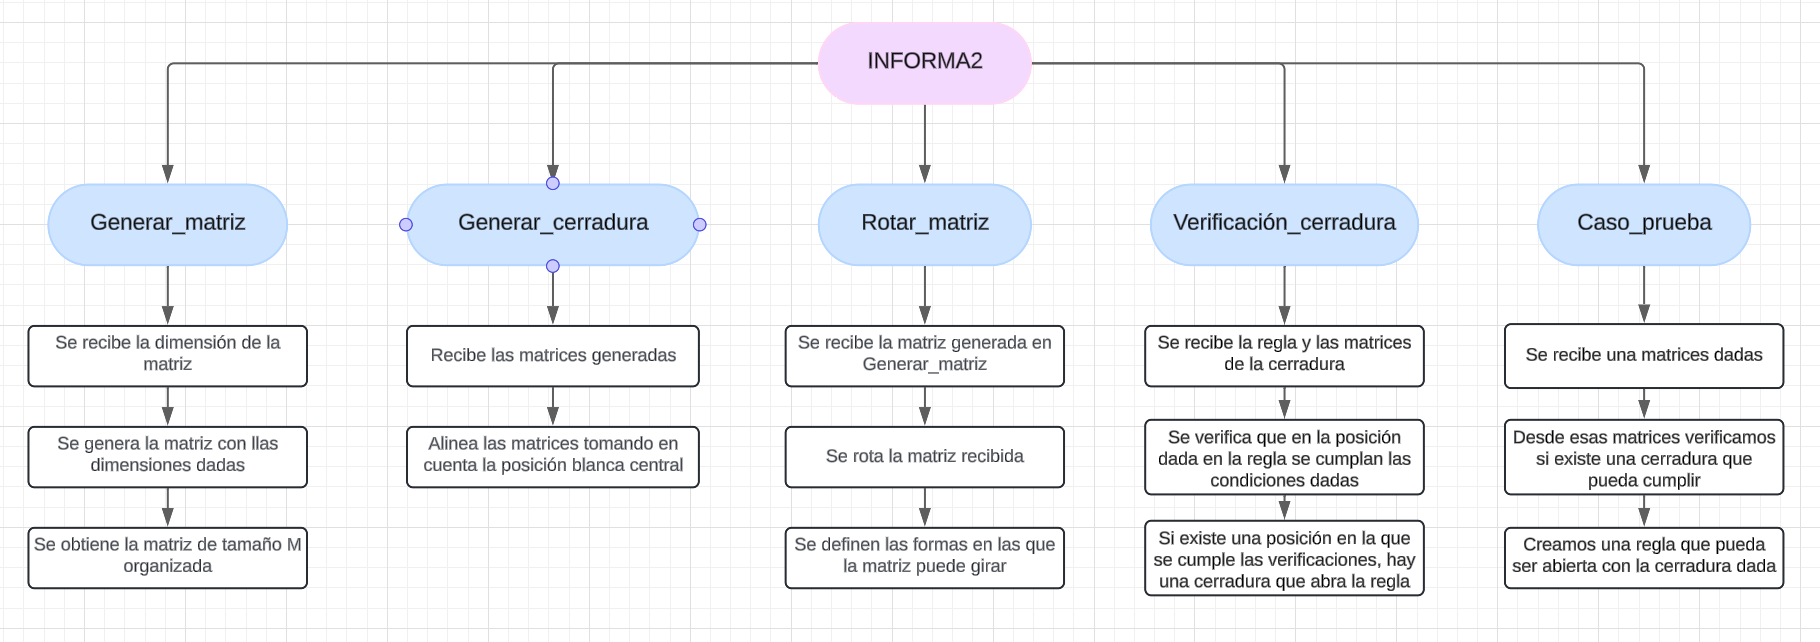 INFORMA2
Generar_matriz
Generar_cerradura
Rotar_matriz
Verificación_cerradura
Caso_prueba
Se recibe la dimensión de la
matriz
Se genera la matriz con llas
dimensiones dadas
Se obtiene la matriz de tamaño M
organizada
Recibe las matrices generadas
Alinea las matrices tomando en
cuenta la posición blanca central
Se recibe la matriz generada en
Generar_matriz
Se rota la matriz recibida
Se definen las formas en las que
la matriz puede girar
Se recibe la regla y las matrices
de la cerradura
Se verifica que en la posición
dada en la regla se cumplan las
condiciones dadas
Si existe una posición en la que
se cumple las verificaciones, hay
una cerradura que abra la regla
Se recibe una matrices dadas
Desde esas matrices verificamos
si existe una cerradura que
pueda cumplir
Creamos una regla que pueda
ser abierta con la cerradura dada